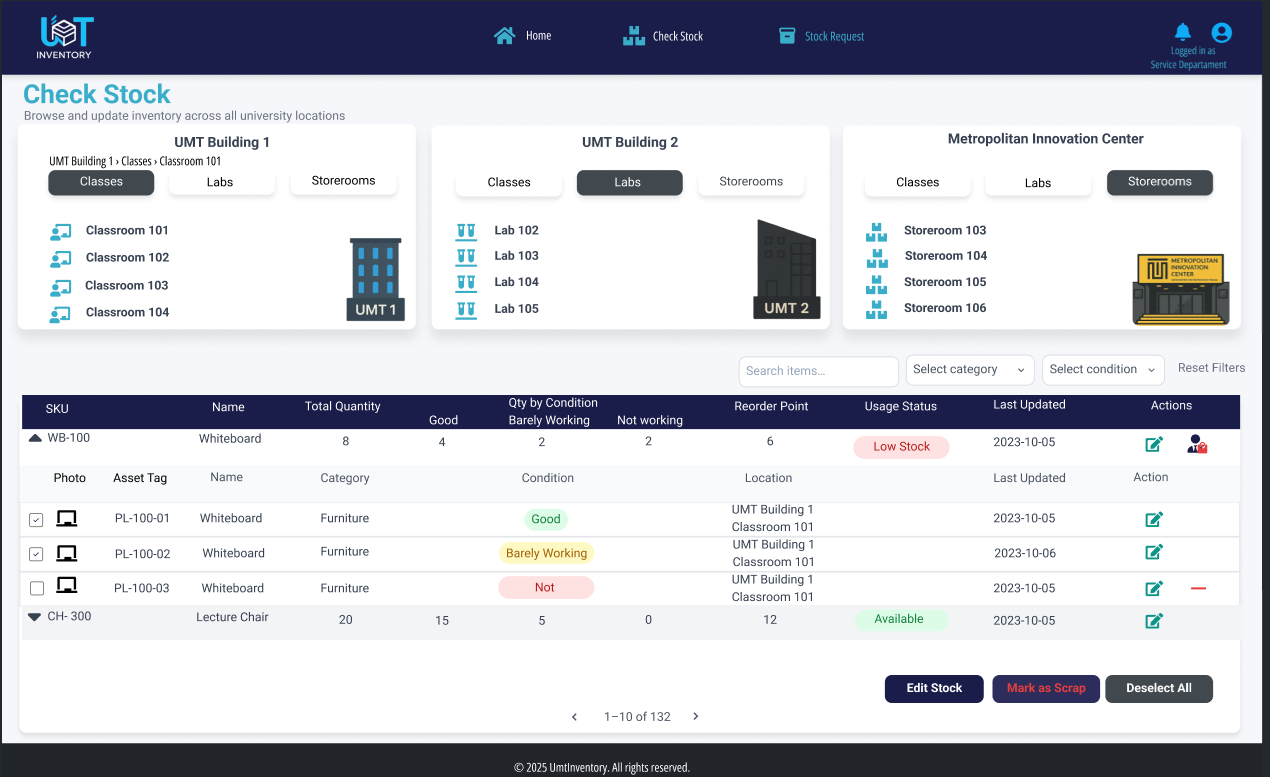 UMT
INVENTORY
Home
Check Stock
Stock Request
Logged in as
Service Departament
Check Stock
Browse and update inventory across all university locations
UMT Building 1
UMT Building 1 › Classes › Classroom 101
Classes Labs Storerooms
Classroom 101
Classroom 102
Classroom 103
Classroom 104
UMT 1
UMT Building 2
Classes Labs Storerooms
Lab 102
Lab 103
Lab 104
Lab 105
UMT 2
Metropolitan Innovation Center
Classes Labs Storerooms
Storeroom 103
Storeroom 104
Storeroom 105
Storeroom 106
METROPOLITAN
INNOVATION
CENTER
Search items...
Select category
Select condition
Reset Filters
SKU Name Total Quantity Qty by Condition Reorder Point Usage Status Last Updated Actions
Good Barely Working Not working
WB-100 Whiteboard 8 4 2 2 6 Low Stock 2023-10-05
Photo Asset Tag Name Category Condition Location Last Updated Action
PL-100-01 Whiteboard Furniture Good UMT Building 1 Classroom 101 2023-10-05
PL-100-02 Whiteboard Furniture Barely Working UMT Building 1 Classroom 101 2023-10-06
PL-100-03 Whiteboard Furniture Not UMT Building 1 Classroom 101 2023-10-05
CH- 300 Lecture Chair 20 15 5 0 12 Available 2023-10-05
Edit Stock Mark as Scrap Deselect All
‹ 1–10 of 132 ›
© 2025 UmtInventory. All rights reserved.